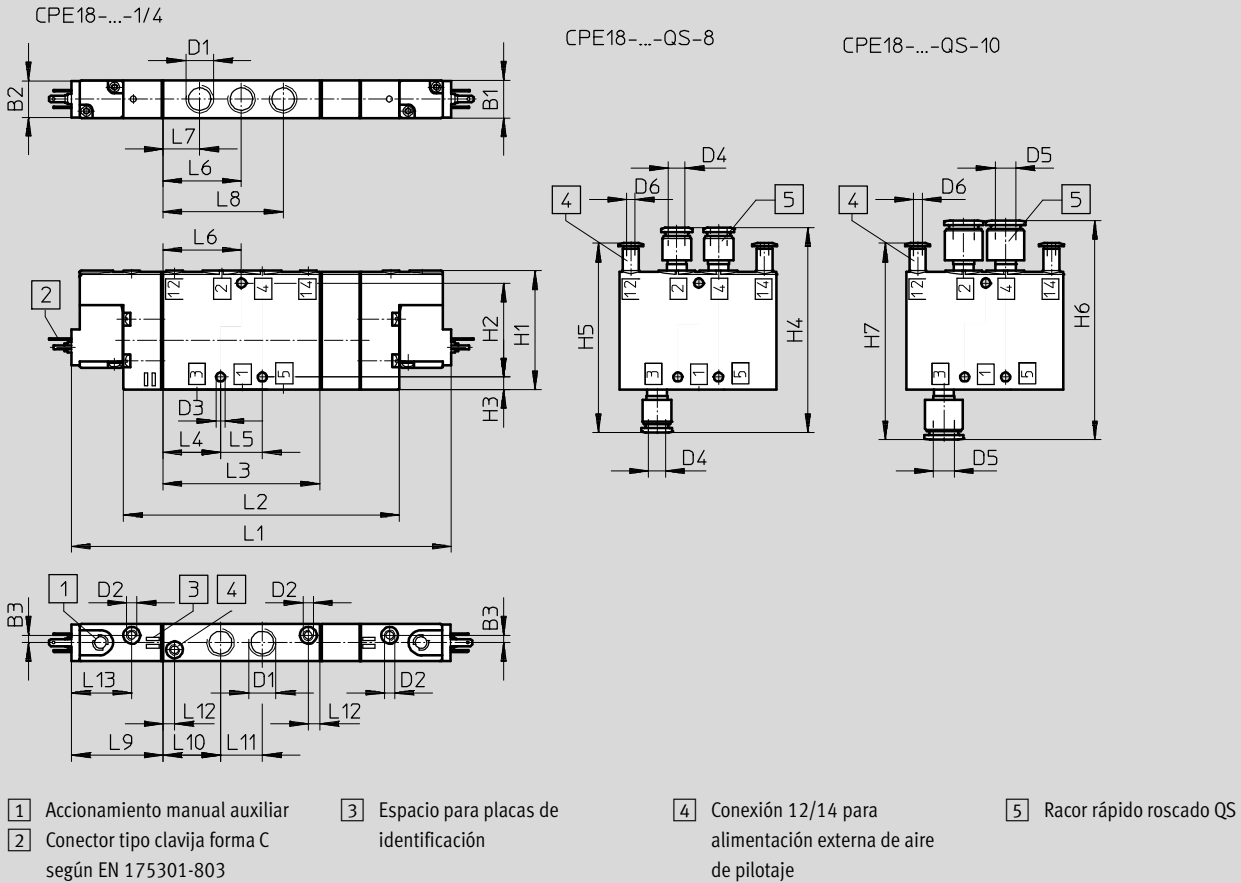 CPE18-...-1/4
CPE18-...-QS-8
CPE18-...-QS-10
D1
B2
B1
L7
L6
L8
L6
2
12
2
4
14
H2
H1
3
1
5
D3
H3
L4
L5
L3
L2
L1
4
D6
D4
5
12
2
4
14
H5
H4
3
1
5
D4
4
D6
D5
5
12
2
4
14
H7
H6
3
1
5
D5
1
D2
3
4
D2
B3
B3
L13
D1
D2
L12
L12
L9
L10
L11
1 Accionamiento manual auxiliar
2 Conector tipo clavija forma C
según EN 175301-803
3 Espacio para placas de
identificación
4 Conexión 12/14 para
alimentación externa de aire
de pilotaje
5 Racor rápido roscado QS